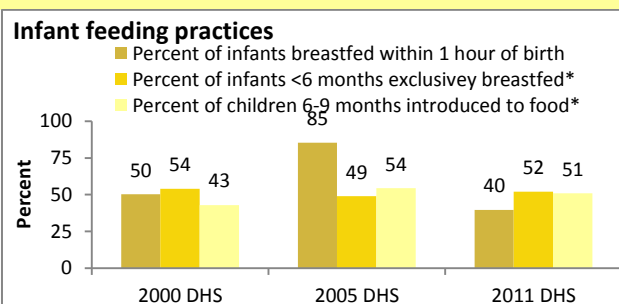 Infant feeding practices
Percent of infants breastfed within 1 hour of birth
Percent of infants <6 months exclusivey breastfed*
Percent of children 6-9 months introduced to food*
100
75
50
25
0
Percent
50 54 43
85 49 54
40 52 51
2000 DHS 2005 DHS 2011 DHS